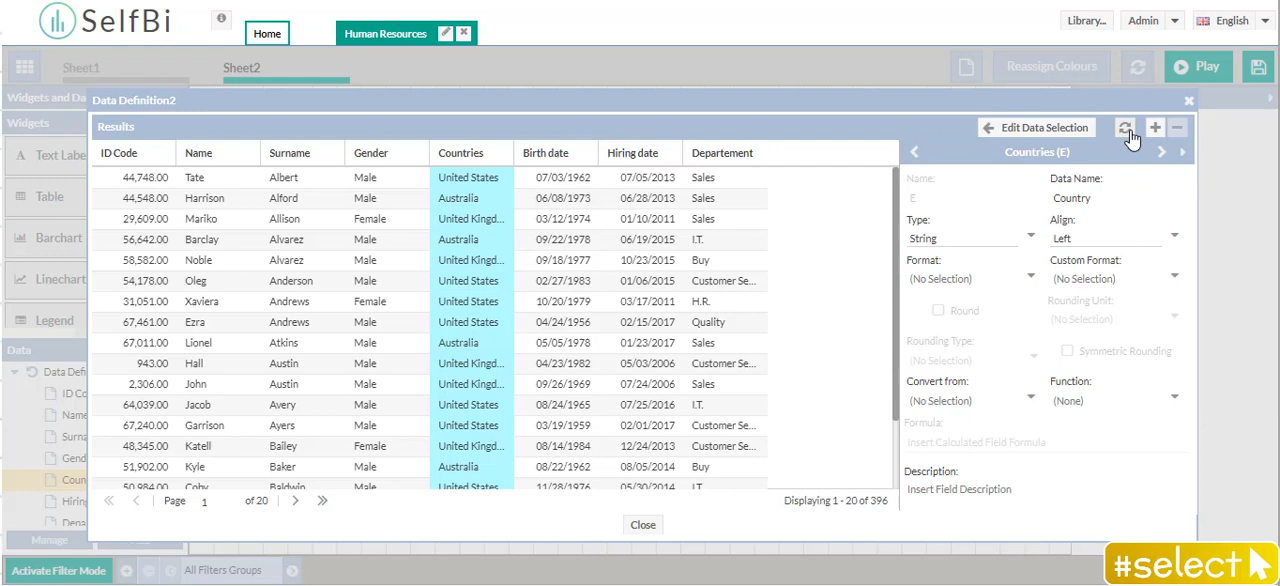 SelfBi
Home
Human Resources
Library...
Admin
English
Sheet1
Sheet2
Reassign Colours
Play
Widgets and Da
Data Definition2
Widgets
Results
Edit Data Selection
ID Code Name Surname Gender Countries Birth date Hiring date Departement
44,748.00 Tate Albert Male United States 07/03/1962 07/05/2013 Sales
44,548.00 Harrison Alford Male Australia 06/08/1973 06/28/2013 Sales
29,609.00 Mariko Allison Female United Kingd... 03/12/1974 01/10/2011 Sales
56,642.00 Barclay Alvarez Male Australia 09/22/1978 06/19/2015 I.T.
58,582.00 Noble Alvarez Male United Kingd... 09/18/1977 10/23/2015 Buy
54,178.00 Oleg Anderson Male United States 02/27/1983 01/06/2015 Customer Se...
31,051.00 Xaviera Andrews Female United States 10/20/1979 03/17/2011 H.R.
67,461.00 Ezra Andrews Male United States 04/24/1956 02/15/2017 Quality
67,011.00 Lionel Atkins Male Australia 05/05/1978 01/23/2017 Sales
943.00 Hall Austin Male United Kingd... 04/23/1982 05/03/2006 Customer Se...
2,306.00 John Austin Male United Kingd... 09/26/1969 07/24/2006 Sales
64,039.00 Jacob Avery Male United States 08/24/1965 07/25/2016 I.T.
67,240.00 Garrison Ayers Male United States 03/19/1959 02/01/2017 Customer Se...
48,345.00 Katell Bailey Female United Kingd... 08/14/1984 12/24/2013 Customer Se...
51,902.00 Kyle Baker Male Australia 08/22/1962 08/05/2014 Buy
50,984.00 Coby Baldwin Male United States 11/28/1976 05/30/2014 I.T.
Page 1 of 20
Displaying 1 - 20 of 396
Close
Countries (E)
Name: Data Name:
E Country
Type: Align:
String Left
Format: Custom Format:
(No Selection) (No Selection)
Round Rounding Unit:
(No Selection)
Rounding Type: Symmetric Rounding
(No Selection)
Convert from: Function:
(No Selection) (None)
Formula:
Insert Calculated Field Formula
Description:
Insert Field Description
Text Labe
Table
Barchart
Linechart
Legend
Data
Data Defi
ID Co
Name
Surna
Gend
Coun
Hirin
Depa
Manage
Activate Filter Mode
All Filters Groups
#select